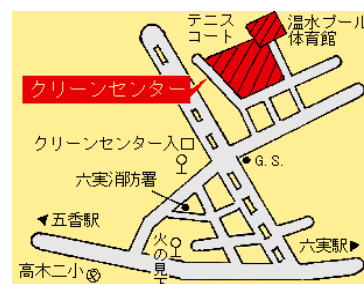 テニス
コート
温水プール
体育館
クリーンセンター
クリーンセンター入口
G.S.
六実消防署
五香駅
火の見下
六実駅
高木二小